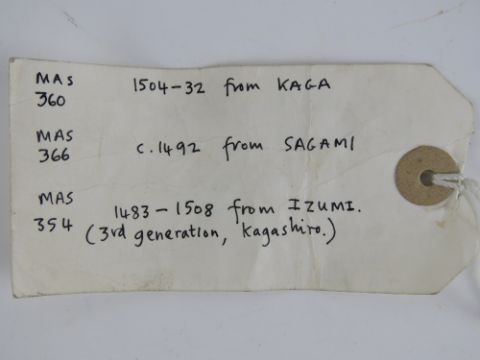 MAS 360 1504-32 from KAGA
MAS 366 c.1492 from SAGAMI
MAS 354 1483-1508 from IZUMI.
(3rd generation, Kagashiro.)